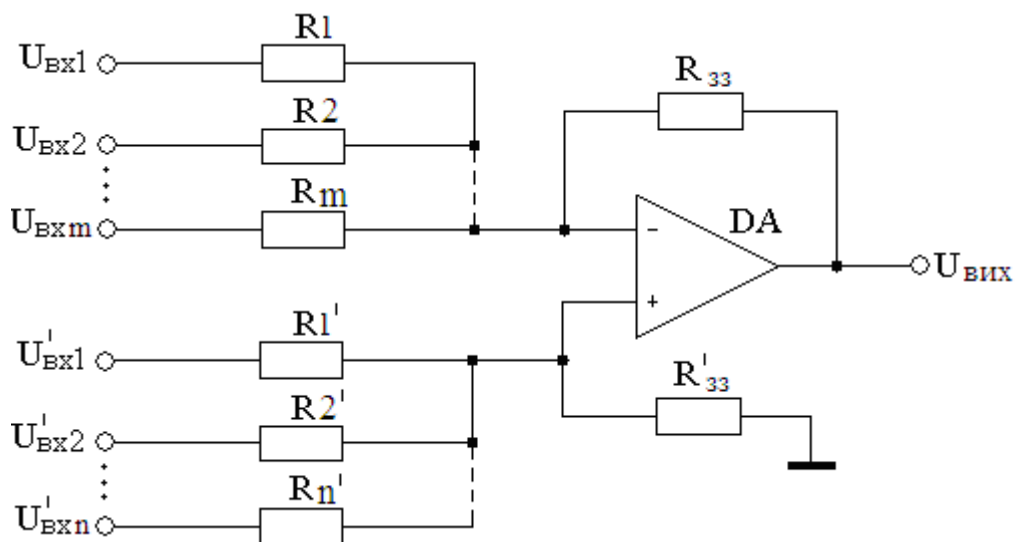 R1
Uвх1
Rзз
R2
Uвх2
Rm
Uвхm
DA
−
Uвих
+
R1'
U'вх1
R'зз
R2'
U'вх2
Rn'
U'вхn